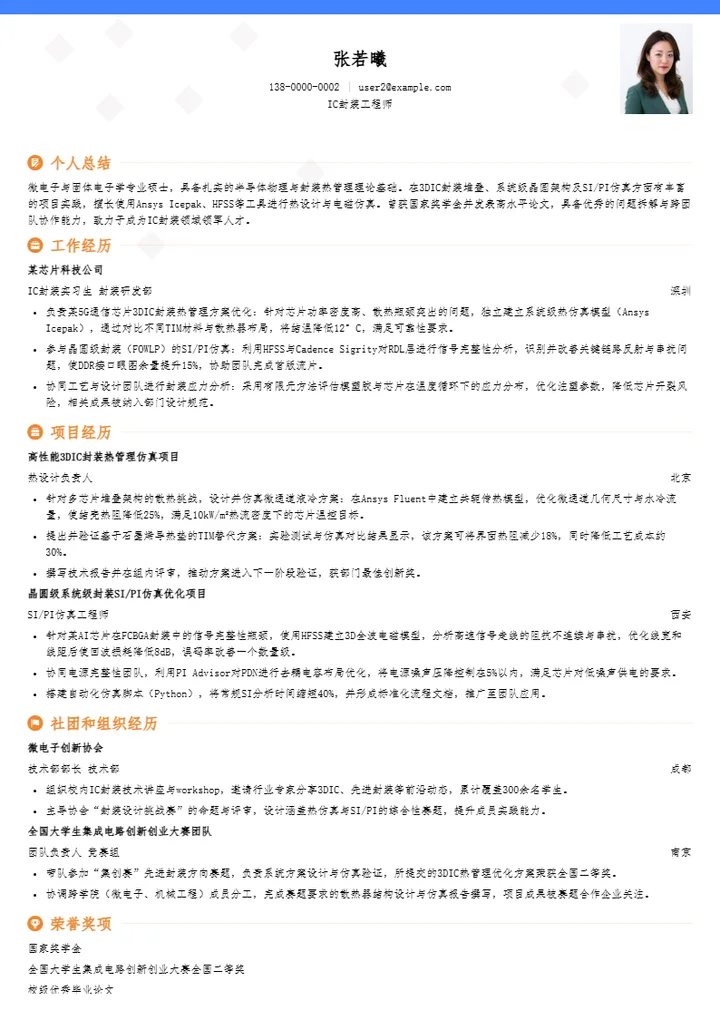 张若曦
138-0000-0002 | user2@example.com
IC封装工程师
个人总结
微电子与固体电子学专业硕士，具备扎实的半导体物理与封装热管理理论基础。在3DIC封装堆叠、系统级晶圆架构及SI/PI仿真方面有丰富
的项目实践，擅长使用Ansys Icepak、HFSS等工具进行热设计与电磁仿真。曾获国家奖学金并发表高水平论文，具备优秀的问题拆解与跨团
队协作能力，致力于成为IC封装领域领军人才。
工作经历
某芯片科技公司
IC封装实习生 封装研发部 深圳
• 负责某5G通信芯片3DIC封装热管理方案优化：针对芯片功率密度高、散热瓶颈突出的问题，独立建立系统级热仿真模型（Ansys
Icepak），通过对比不同TIM材料与散热器布局，将结温降低12°C，满足可靠性要求。
• 参与晶圆级封装（FOWLP）的SI/PI仿真：利用HFSS与Cadence Sigrity对RDL层进行信号完整性分析，识别并改善关键链路反射与串扰问
题，使DDR接口眼图余量提升15%，协助团队完成首版流片。
• 协同工艺与设计团队进行封装应力分析：采用有限元方法评估模塑胶与芯片在温度循环下的应力分布，优化注塑参数，降低芯片开裂风
险，相关成果被纳入部门设计规范。
项目经历
高性能3DIC封装热管理仿真项目
热设计负责人 北京
• 针对多芯片堆叠架构的散热挑战，设计并仿真微通道液冷方案：在Ansys Fluent中建立共轭传热模型，优化微通道几何尺寸与水冷流
量，使结壳热阻降低25%，满足10kW/m²热流密度下的芯片温控目标。
• 提出并验证基于石墨烯导热垫的TIM替代方案：实验测试与仿真对比结果显示，该方案可将界面热阻减少18%，同时降低工艺成本约
30%。
• 撰写技术报告并在组内评审，推动方案进入下一阶段验证，获部门最佳创新奖。
晶圆级系统级封装SI/PI仿真优化项目
SI/PI仿真工程师 西安
• 针对某AI芯片在FCBGA封装中的信号完整性瓶颈，使用HFSS建立3D全波电磁模型，分析高速信号走线的阻抗不连续与串扰，优化线宽和
线距后使回波损耗降低8dB，误码率改善一个数量级。
• 协同电源完整性团队，利用PI Advisor对PDN进行去耦电容布局优化，将电源噪声压降控制在5%以内，满足芯片对低噪声供电的要求。
• 搭建自动化仿真脚本（Python），将常规SI分析时间缩短40%，并形成标准化流程文档，推广至团队应用。
社团和组织经历
微电子创新协会
技术部部长 技术部 成都
• 组织校内IC封装技术讲座与workshop，邀请行业专家分享3DIC、先进封装等前沿动态，累计覆盖300余名学生。
• 主导协会“封装设计挑战赛”的命题与评审，设计涵盖热仿真与SI/PI的综合性赛题，提升成员实践能力。
全国大学生集成电路创新创业大赛团队
团队负责人 竞赛组 南京
• 带队参加“集创赛”先进封装方向赛题，负责系统方案设计与仿真验证，所提交的3DIC热管理优化方案荣获全国二等奖。
• 协调跨学院（微电子、机械工程）成员分工，完成赛题要求的散热器结构设计与仿真报告撰写，项目成果被赛题合作企业关注。
荣誉奖项
国家奖学金
全国大学生集成电路创新创业大赛全国二等奖
校级优秀毕业论文